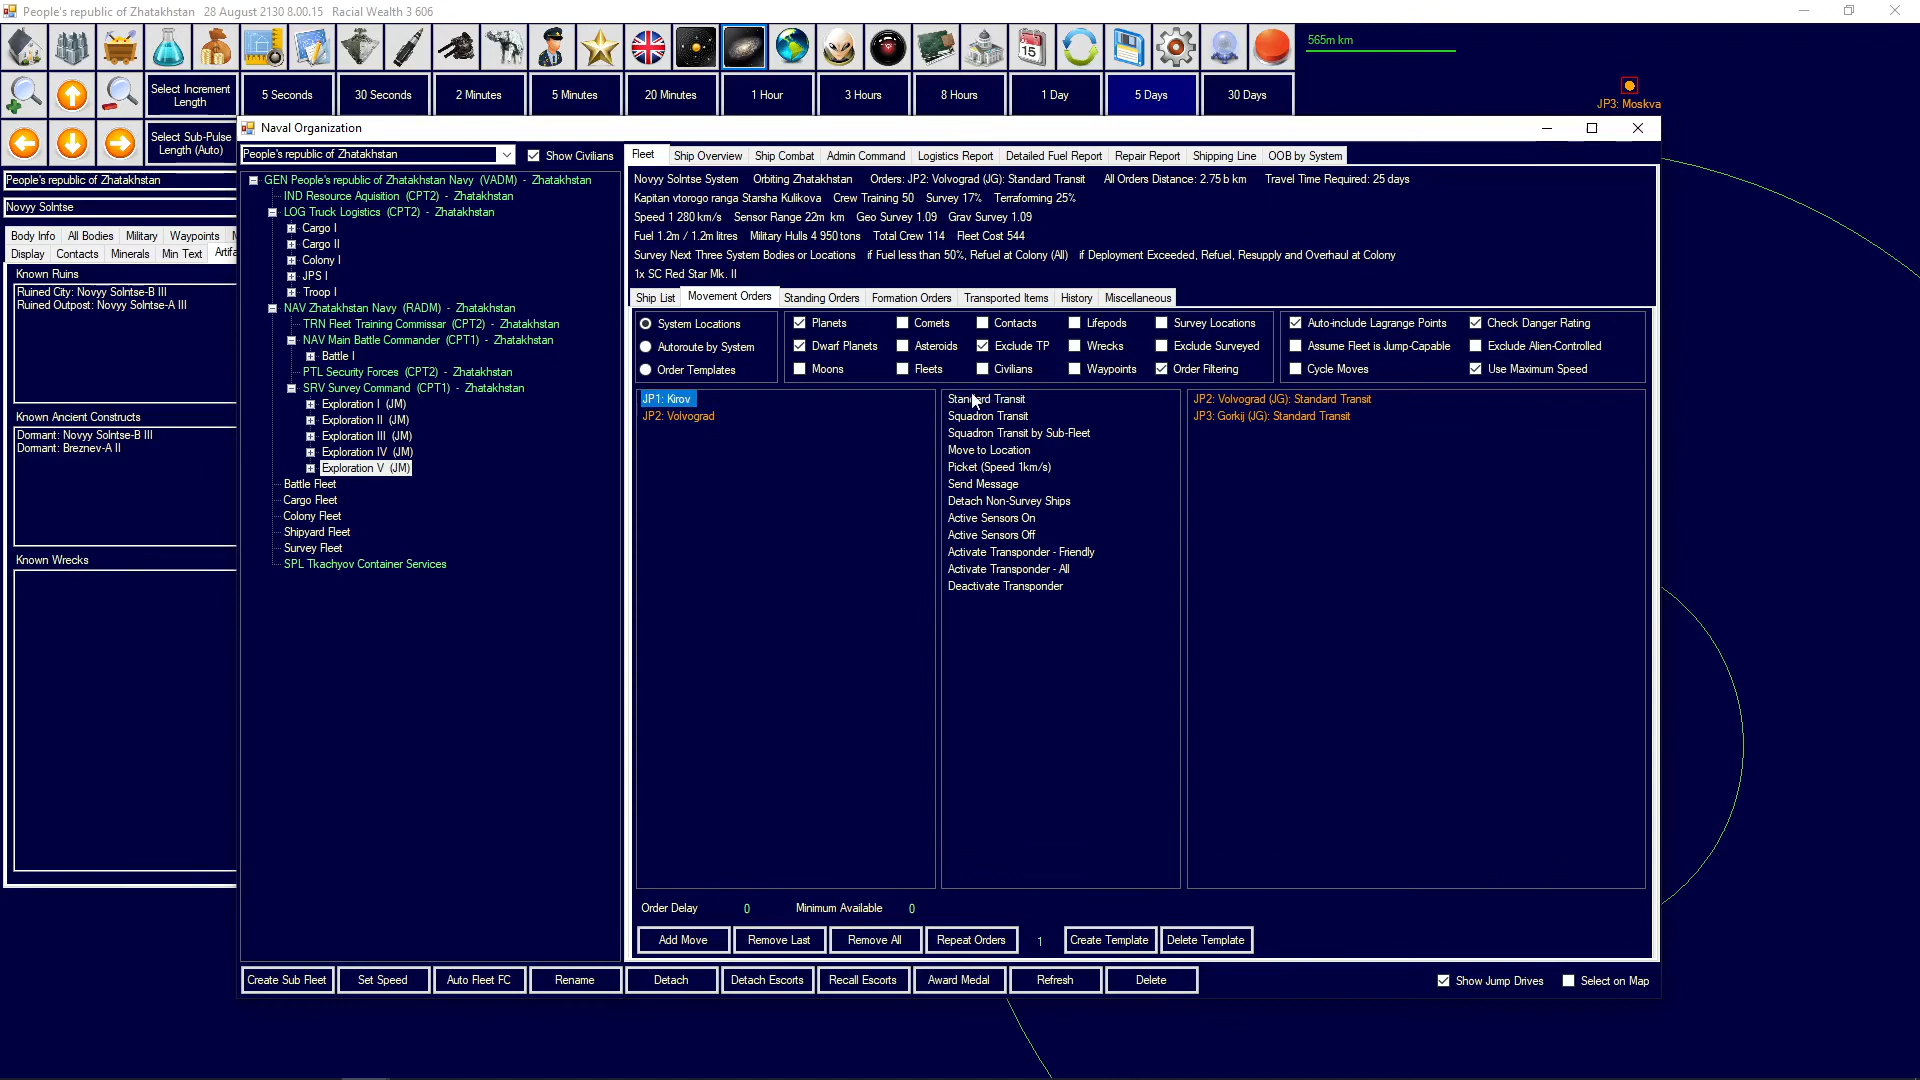 People's republic of Zhatakhstan   28 August 2130 8.00.15   Racial Wealth 3 606
565m km
JP3: Moskva
Select Increment Length
5 Seconds
30 Seconds
2 Minutes
5 Minutes
20 Minutes
1 Hour
3 Hours
8 Hours
1 Day
5 Days
30 Days
Select Sub-Pulse Length (Auto)
People's republic of Zhatakhstan
Novyy Solntse
Body Info   All Bodies   Military   Waypoints
Display   Contacts   Minerals   Min Text
Known Ruins
Ruined City: Novyy Solntse-B III
Ruined Outpost: Novyy Solntse-A III
Known Ancient Constructs
Dormant: Novyy Solntse-B III
Dormant: Breznev-A II
Known Wrecks
Naval Organization
People's republic of Zhatakhstan
Show Civilians
GEN People's republic of Zhatakhstan Navy (VADM) - Zhatakhstan
IND Resource Aquisition (CPT2) - Zhatakhstan
LOG Truck Logistics (CPT2) - Zhatakhstan
Cargo I
Cargo II
Colony I
JPS I
Troop I
NAV Zhatakhstan Navy (RADM) - Zhatakhstan
TRN Fleet Training Commissar (CPT2) - Zhatakhstan
NAV Main Battle Commander (CPT1) - Zhatakhstan
Battle I
PTL Security Forces (CPT2) - Zhatakhstan
SRV Survey Command (CPT1) - Zhatakhstan
Exploration I (JM)
Exploration II (JM)
Exploration III (JM)
Exploration IV (JM)
Exploration V (JM)
Battle Fleet
Cargo Fleet
Colony Fleet
Shipyard Fleet
Survey Fleet
SPL Tkachyov Container Services
Fleet   Ship Overview   Ship Combat   Admin Command   Logistics Report   Detailed Fuel Report   Repair Report   Shipping Line   OOB by System
Novyy Solntse System   Orbiting Zhatakhstan   Orders: JP2: Volvograd (JG): Standard Transit   All Orders Distance: 2.75 b km   Travel Time Required: 25 days
Kapitan vtorogo ranga Starsha Kulikova   Crew Training 50   Survey 17%   Terraforming 25%
Speed 1 280 km/s   Sensor Range 22m km   Geo Survey 1.09   Grav Survey 1.09
Fuel 1.2m / 1.2m litres   Military Hulls 4 950 tons   Total Crew 114   Fleet Cost 544
Survey Next Three System Bodies or Locations   if Fuel less than 50%, Refuel at Colony (All)   if Deployment Exceeded, Refuel, Resupply and Overhaul at Colony
1x SC Red Star Mk. II
Ship List   Movement Orders   Standing Orders   Formation Orders   Transported Items   History   Miscellaneous
System Locations   Planets   Comets   Contacts   Lifepods   Survey Locations   Auto-include Lagrange Points   Check Danger Rating
Autoroute by System   Dwarf Planets   Asteroids   Exclude TP   Wrecks   Exclude Surveyed   Assume Fleet is Jump-Capable   Exclude Alien-Controlled
Order Templates   Moons   Fleets   Civilians   Waypoints   Order Filtering   Cycle Moves   Use Maximum Speed
JP1: Kirov
JP2: Volvograd
Standard Transit
Squadron Transit
Squadron Transit by Sub-Fleet
Move to Location
Picket (Speed 1km/s)
Send Message
Detach Non-Survey Ships
Active Sensors On
Active Sensors Off
Activate Transponder - Friendly
Activate Transponder - All
Deactivate Transponder
JP2: Volvograd (JG): Standard Transit
JP3: Gorkij (JG): Standard Transit
Order Delay   0   Minimum Available   0
Add Move   Remove Last   Remove All   Repeat Orders   1   Create Template   Delete Template
Create Sub Fleet   Set Speed   Auto Fleet FC   Rename   Detach   Detach Escorts   Recall Escorts   Award Medal   Refresh   Delete   Show Jump Drives   Select on Map